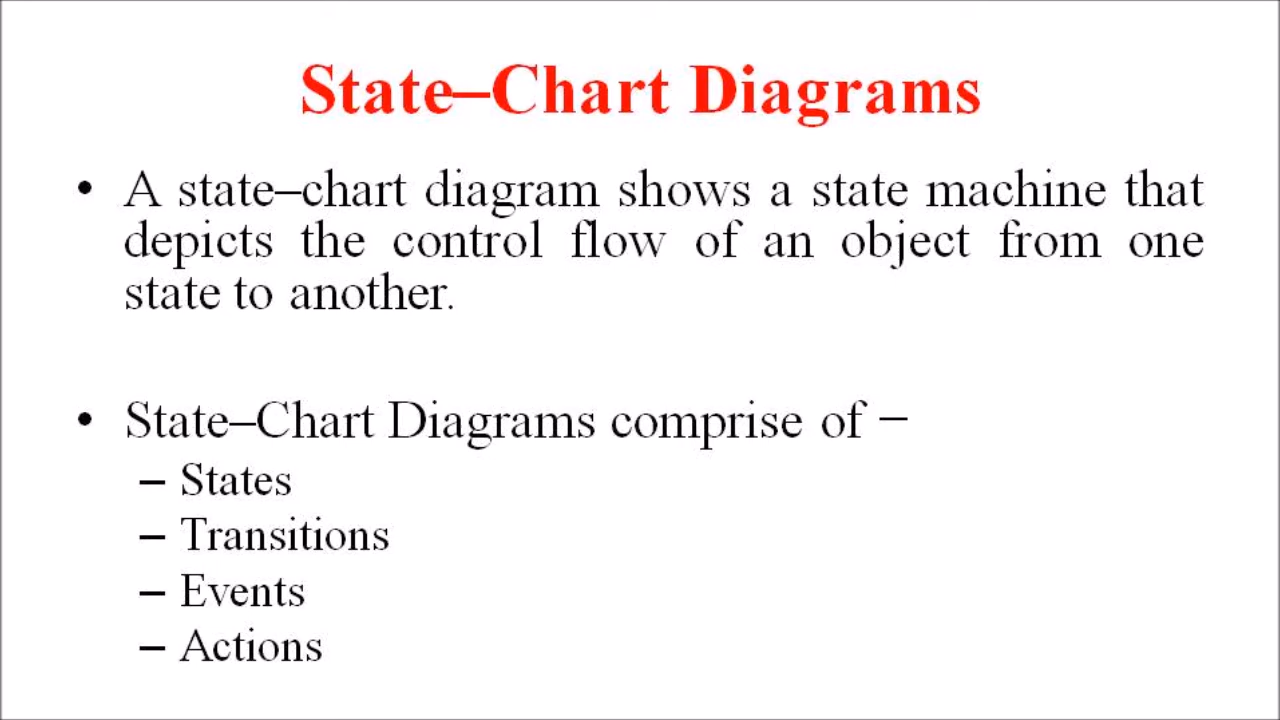 State–Chart Diagrams
• A state–chart diagram shows a state machine that
depicts the control flow of an object from one
state to another.
• State–Chart Diagrams comprise of −
– States
– Transitions
– Events
– Actions